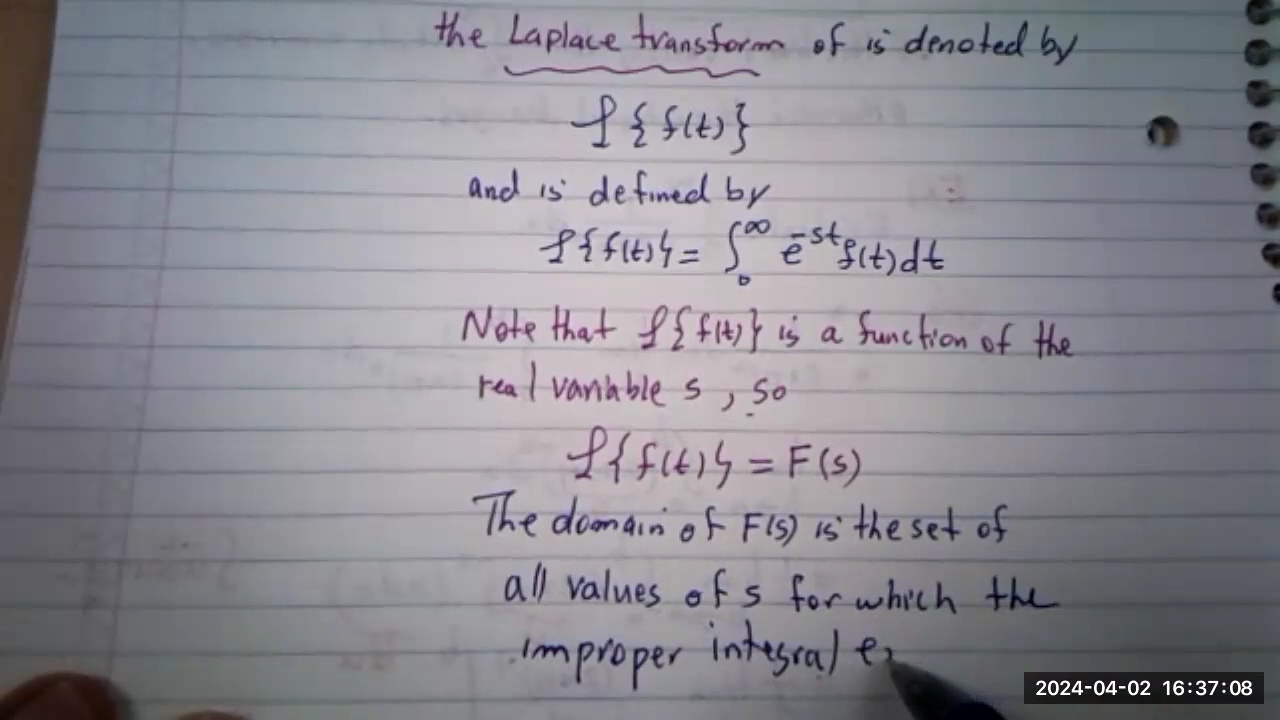 the Laplace transform of is denoted by
ℒ{f(t)}
and is defined by
ℒ{f(t)} = ∫₀^∞ e^-st f(t)dt
Note that ℒ{f(t)} is a function of the
real variable s, so
ℒ{f(t)} = F(s)
The domain of F(s) is the set of
all values of s for which the
improper integral
2024-04-02 16:37:08